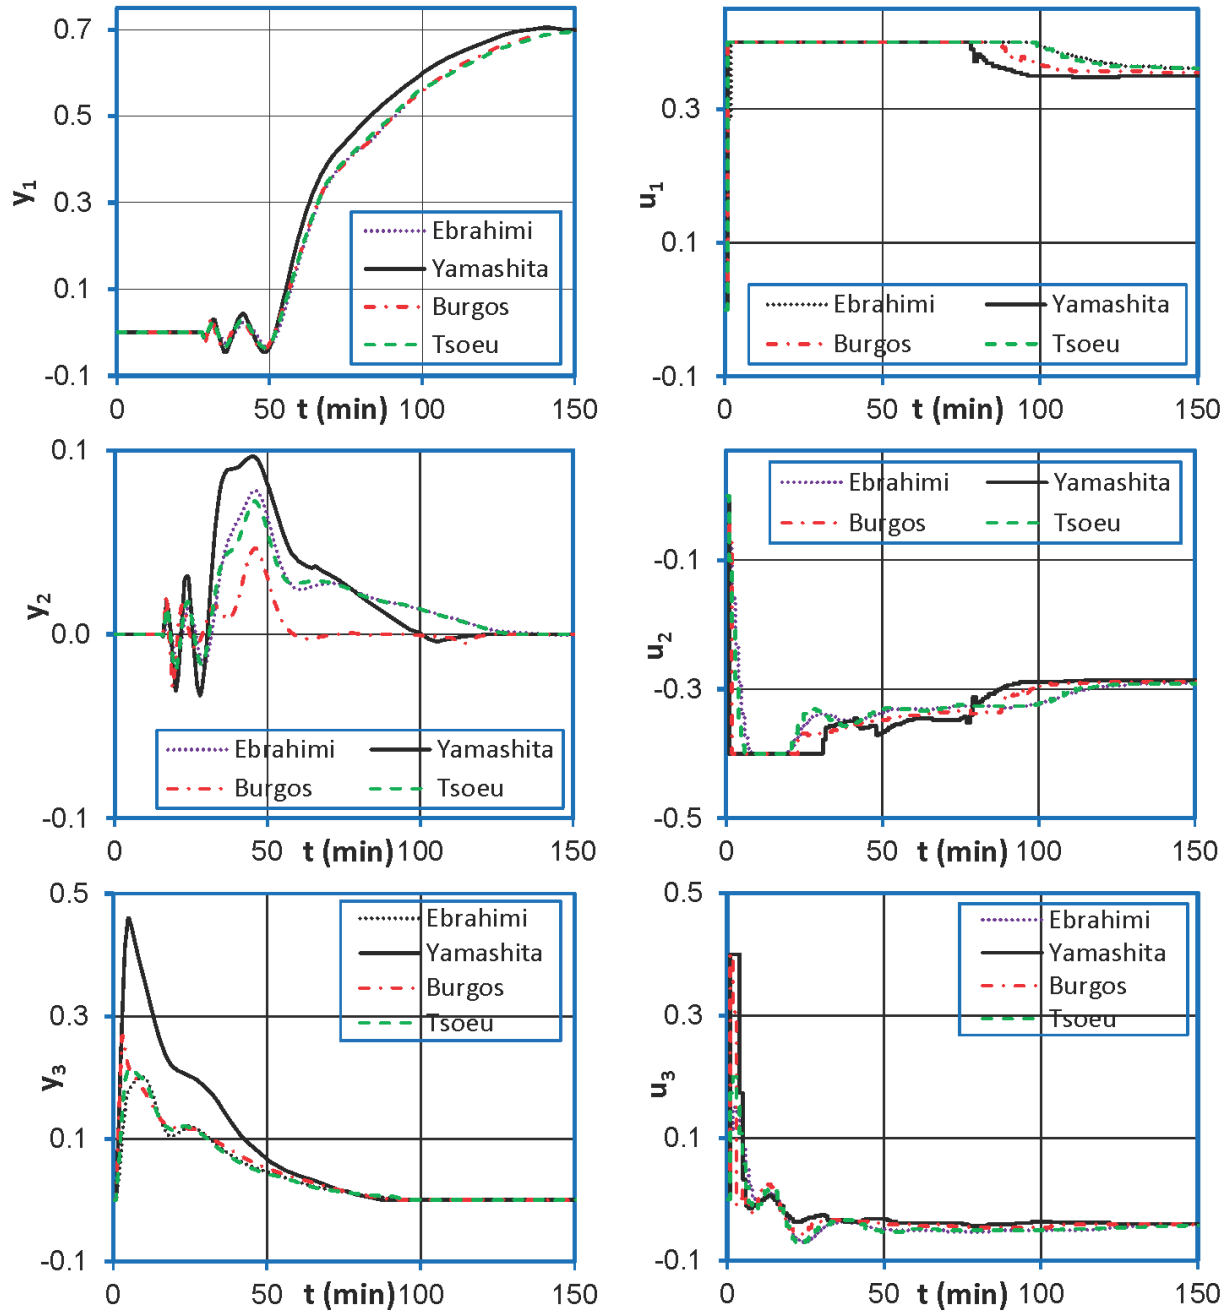 0.7
0.5
0.3
0.1
-0.1
y1
Ebrahimi
Yamashita
Burgos
Tsoeu
0 50 t (min) 100 150
0.3
0.1
-0.1
u1
Ebrahimi Yamashita
Burgos Tsoeu
0 50 t (min) 100 150
0.1
0.0
-0.1
y2
Ebrahimi Yamashita
Burgos Tsoeu
0 50 t (min) 100 150
-0.1
-0.3
-0.5
u2
Ebrahimi Yamashita
Burgos Tsoeu
0 50 t (min) 100 150
0.5
0.3
0.1
-0.1
y3
Ebrahimi
Yamashita
Burgos
Tsoeu
0 50 t (min) 100 150
0.5
0.3
0.1
-0.1
u3
Ebrahimi
Yamashita
Burgos
Tsoeu
0 50 t (min) 100 150